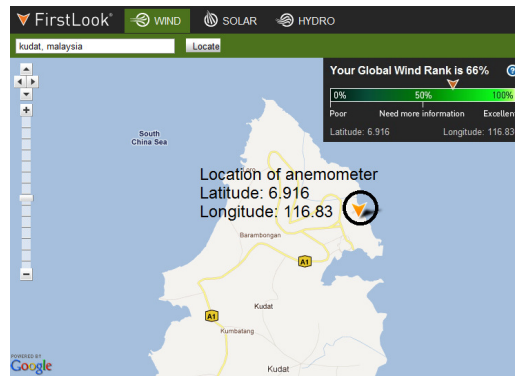 FirstLook WIND SOLAR HYDRO
kudat, malaysia Locate
Your Global Wind Rank is 66% ?
0% 50% 100%
Poor Need more information Excellent
Latitude: 6.916 Longitude: 116.83
South
China Sea
Location of anemometer
Latitude: 6.916
Longitude: 116.83
Barambongan
A1
Kudat
A1
Kumbatang
POWERED BY
Google
Kudat